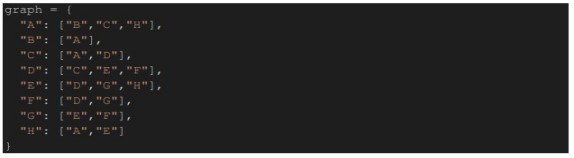 graph = {
  "A": ["B","C","H"],
  "B": ["A"],
  "C": ["A","D"],
  "D": ["C","E","F"],
  "E": ["D","G","H"],
  "F": ["D","G"],
  "G": ["E","F"],
  "H": ["A","E"]
}